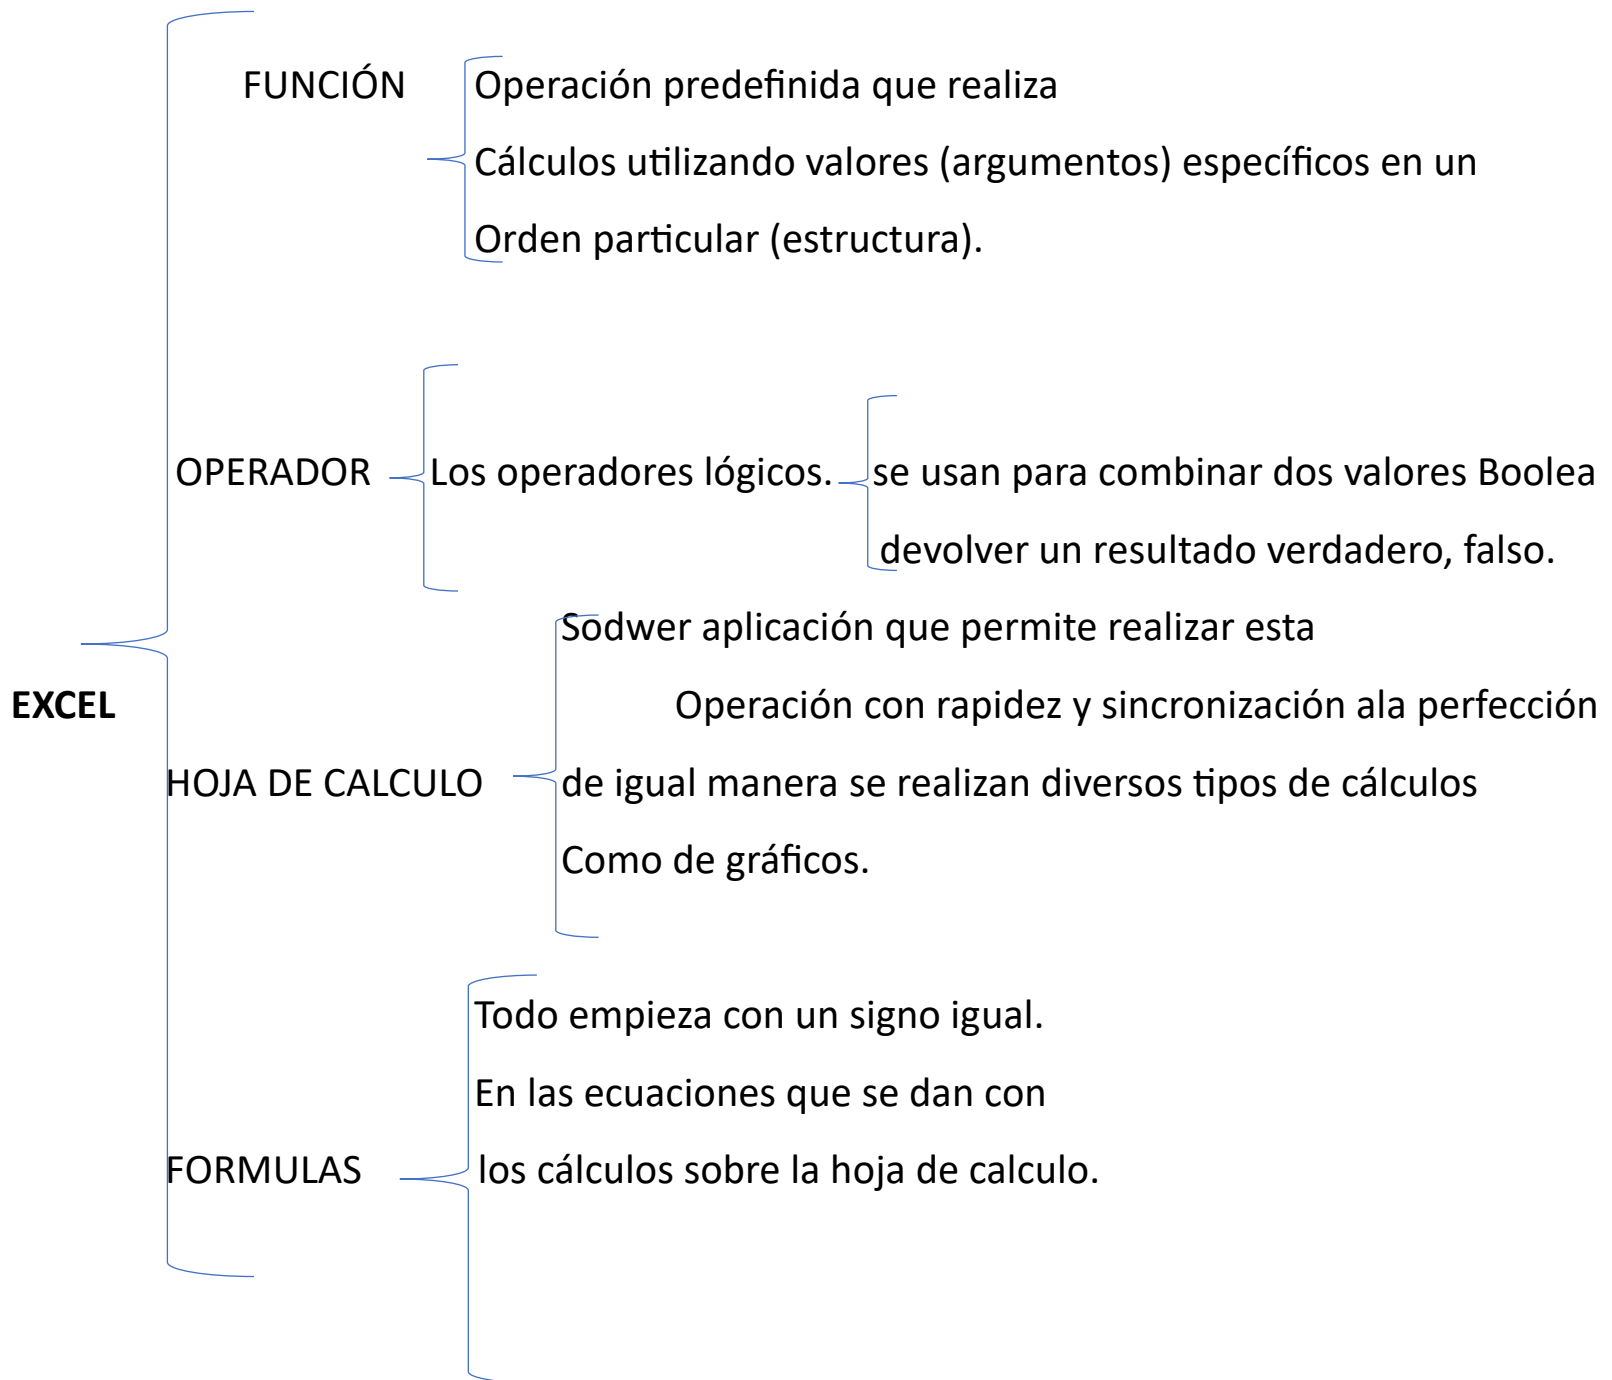 FUNCIÓN Operación predefinida que realiza
Cálculos utilizando valores (argumentos) específicos en un
Orden particular (estructura).
OPERADOR Los operadores lógicos. se usan para combinar dos valores Boolea
devolver un resultado verdadero, falso.
Sodwer aplicación que permite realizar esta
EXCEL Operación con rapidez y sincronización ala perfección
HOJA DE CALCULO de igual manera se realizan diversos tipos de cálculos
Como de gráficos.
Todo empieza con un signo igual.
En las ecuaciones que se dan con
FORMULAS los cálculos sobre la hoja de calculo.